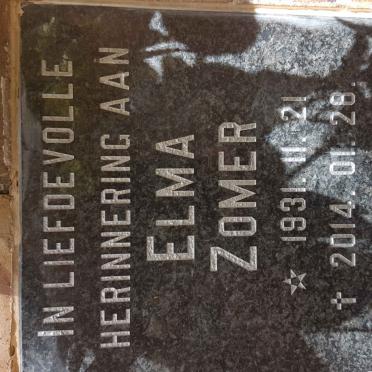 IN LIEFDEVOLLE
HERINNERING AAN
ELMA
ZOMER
☆ 1931. 11. 21
✝ 2014. 01. 28.